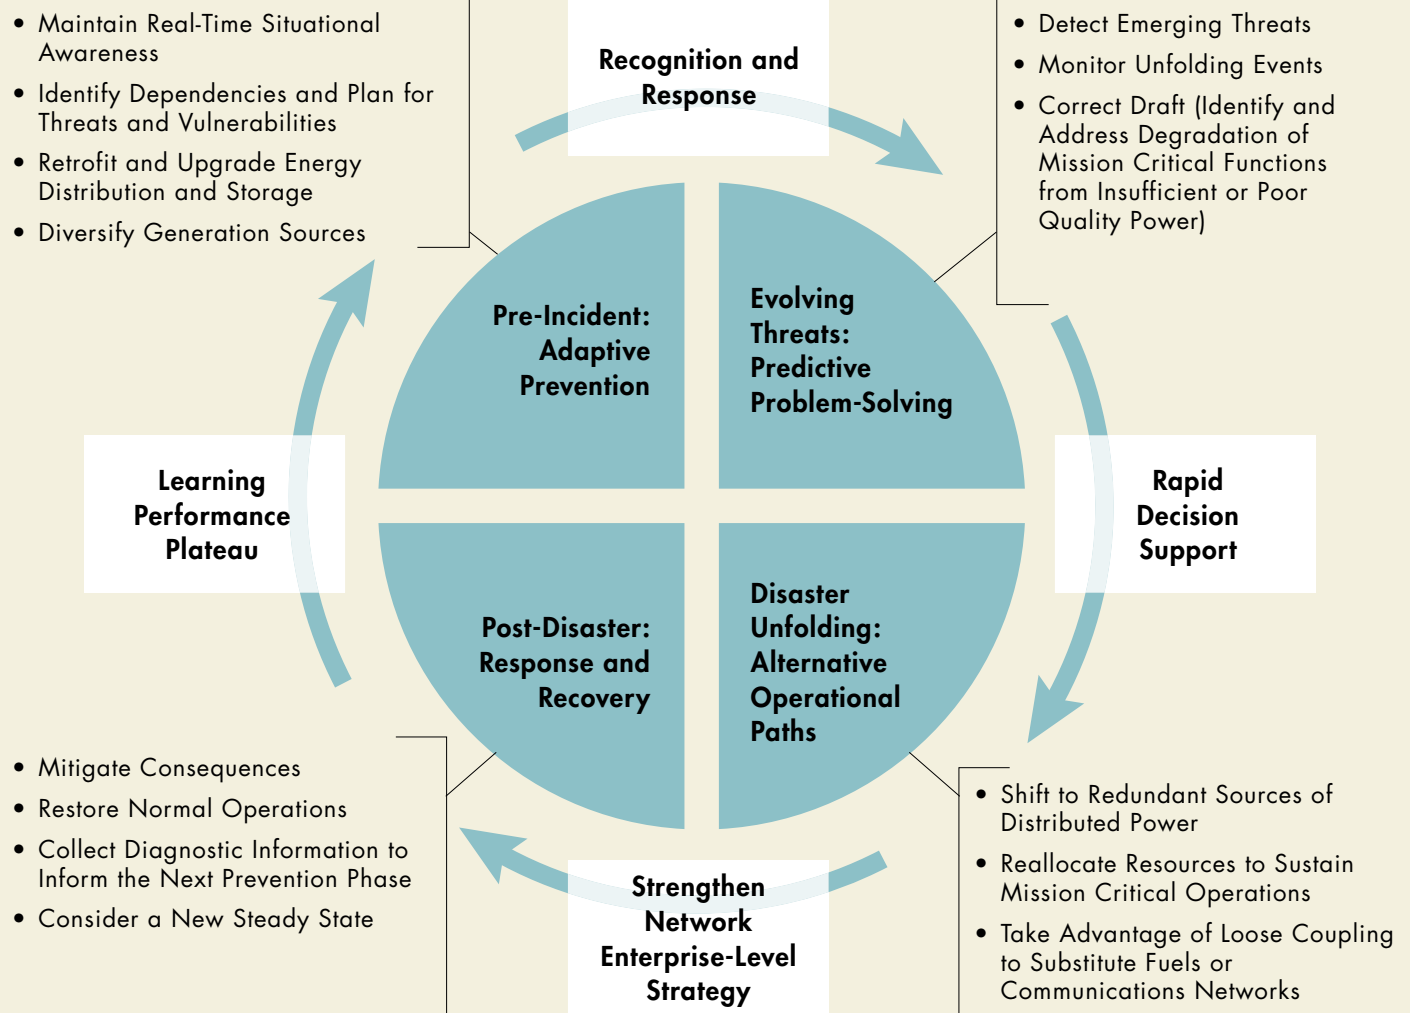 • Maintain Real-Time Situational
Awareness
• Identify Dependencies and Plan for
Threats and Vulnerabilities
• Retrofit and Upgrade Energy
Distribution and Storage
• Diversify Generation Sources
Recognition and
Response
• Detect Emerging Threats
• Monitor Unfolding Events
• Correct Draft (Identify and
Address Degradation of
Mission Critical Functions
from Insufficient or Poor
Quality Power)
Pre-Incident:
Adaptive
Prevention
Evolving
Threats:
Predictive
Problem-Solving
Learning
Performance
Plateau
Rapid
Decision
Support
Post-Disaster:
Response and
Recovery
Disaster
Unfolding:
Alternative
Operational
Paths
• Mitigate Consequences
• Restore Normal Operations
• Collect Diagnostic Information to
Inform the Next Prevention Phase
• Consider a New Steady State
Strengthen
Network
Enterprise-Level
Strategy
• Shift to Redundant Sources of
Distributed Power
• Reallocate Resources to Sustain
Mission Critical Operations
• Take Advantage of Loose Coupling
to Substitute Fuels or
Communications Networks